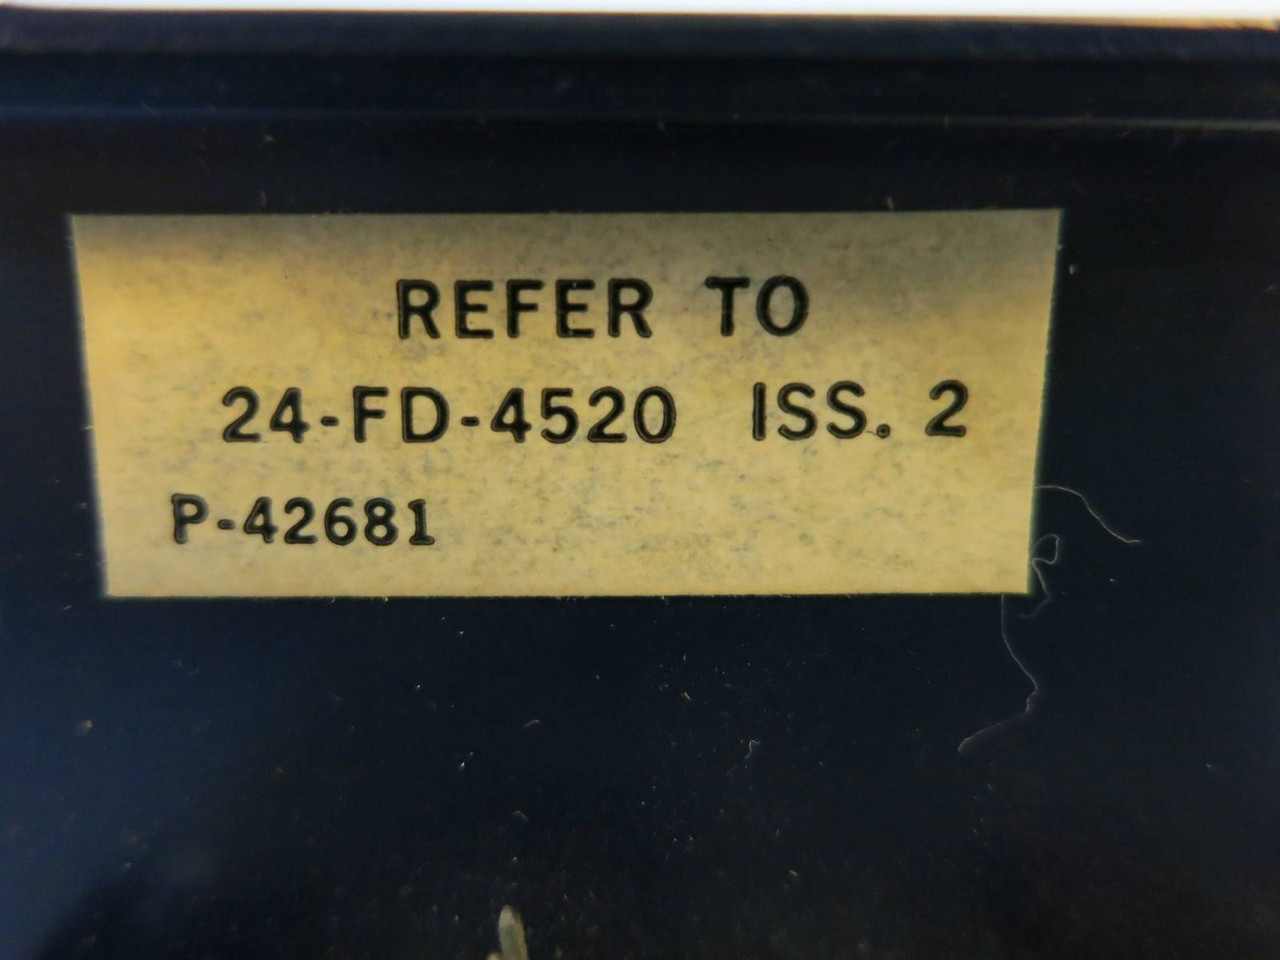 REFER TO
24-FD-4520 ISS. 2
P-42681